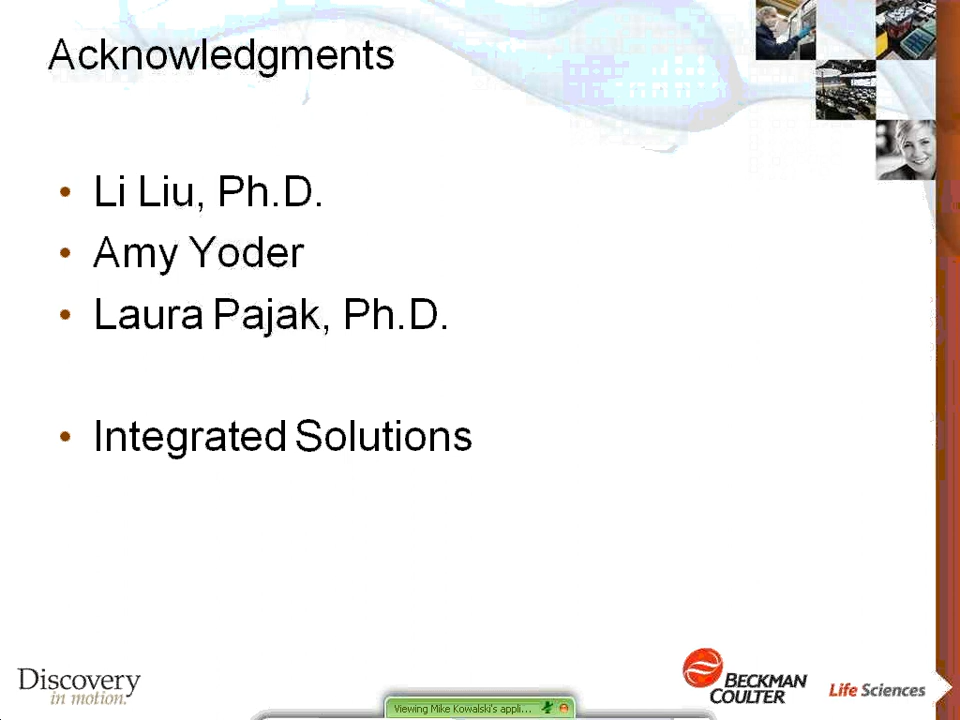 Acknowledgments
• Li Liu, Ph.D.
• Amy Yoder
• Laura Pajak, Ph.D.
• Integrated Solutions
Discovery
in motion.
BECKMAN
COULTER
Life Sciences
Viewing Mike Kowalski's appli...